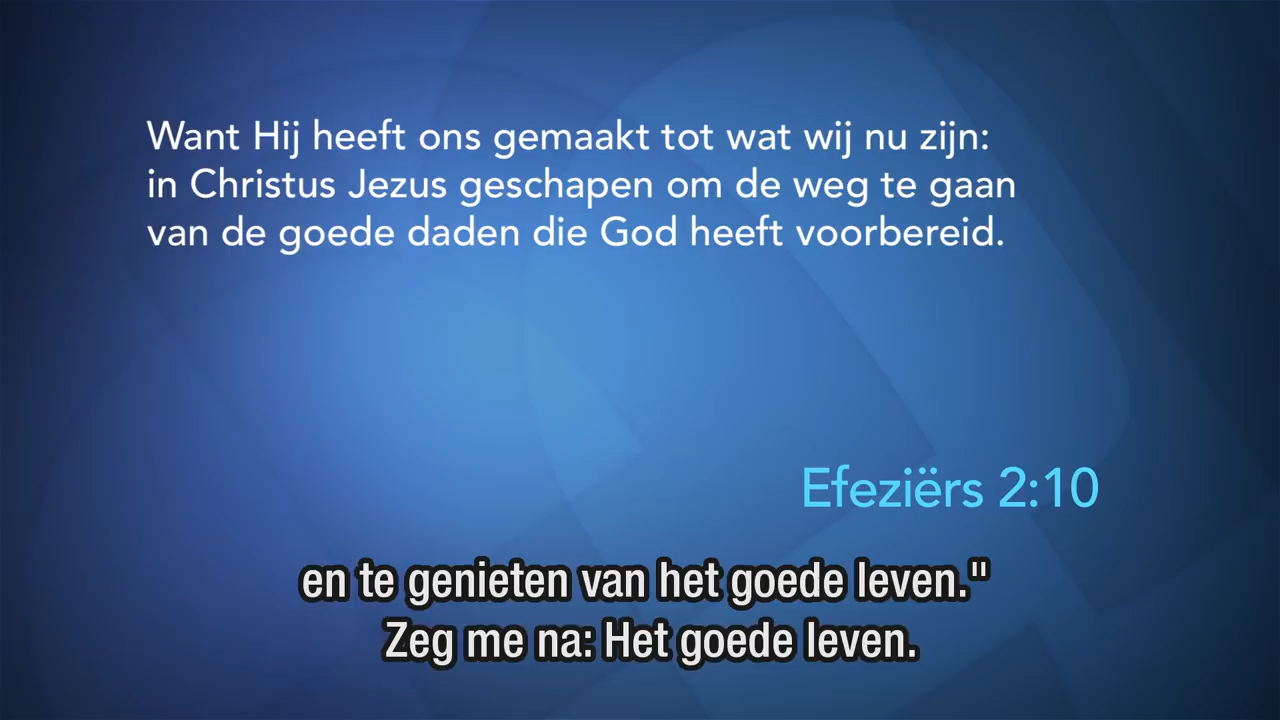 Want Hij heeft ons gemaakt tot wat wij nu zijn:
in Christus Jezus geschapen om de weg te gaan
van de goede daden die God heeft voorbereid.
Efeziërs 2:10
en te genieten van het goede leven."
Zeg me na: Het goede leven.